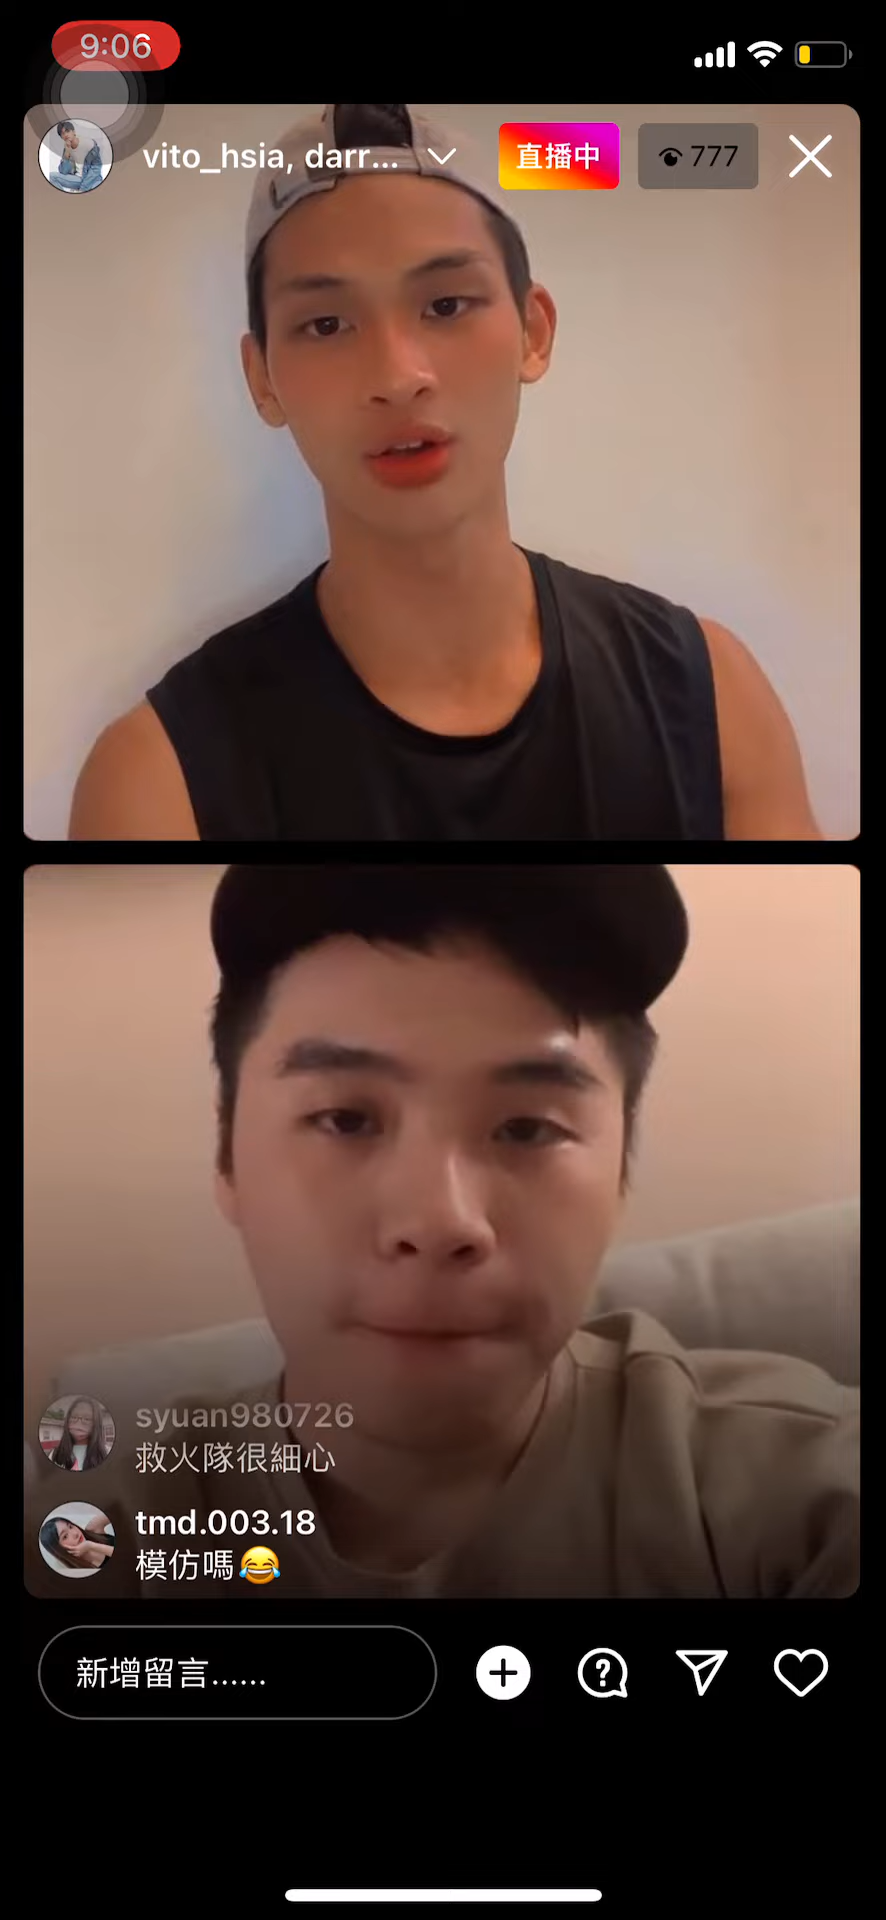 9:06
vito_hsia, darr...
直播中
777
syuan980726
救火隊很細心
tmd.003.18
模仿嗎😂
新增留言......